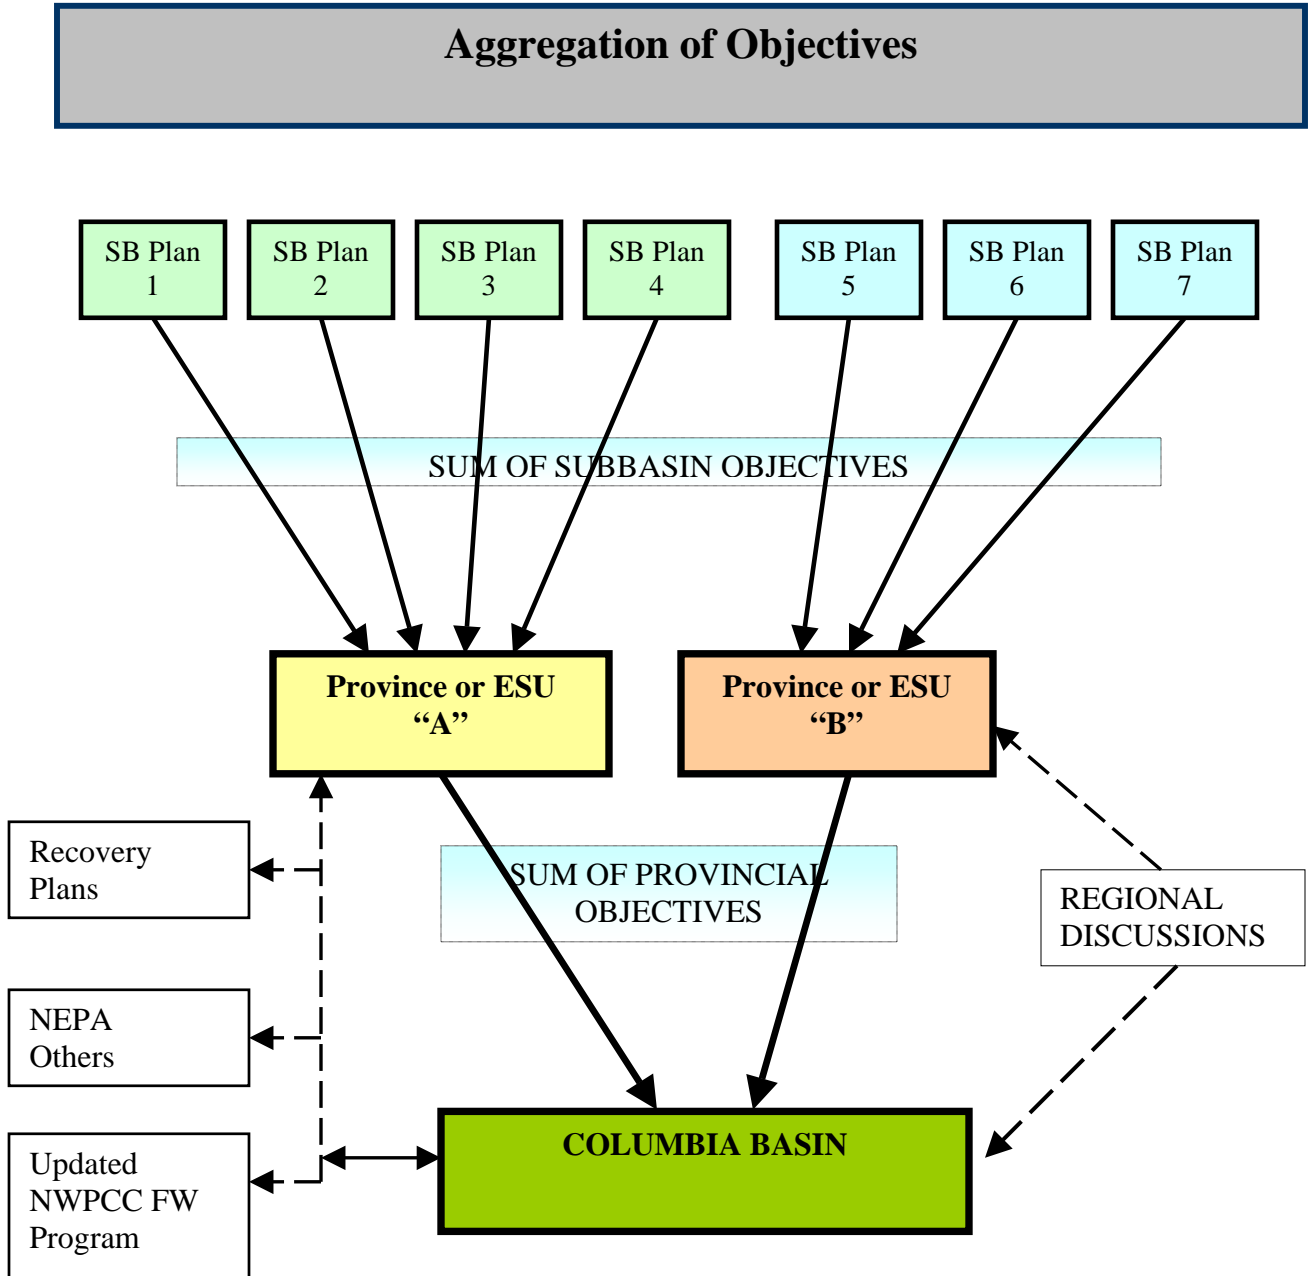 Aggregation of Objectives
SB Plan
1
SB Plan
2
SB Plan
3
SB Plan
4
SB Plan
5
SB Plan
6
SB Plan
7
SUM OF SUBBASIN OBJECTIVES
Province or ESU
“A”
Province or ESU
“B”
Recovery
Plans
SUM OF PROVINCIAL
OBJECTIVES
REGIONAL
DISCUSSIONS
NEPA
Others
COLUMBIA BASIN
Updated
NWPCC FW
Program